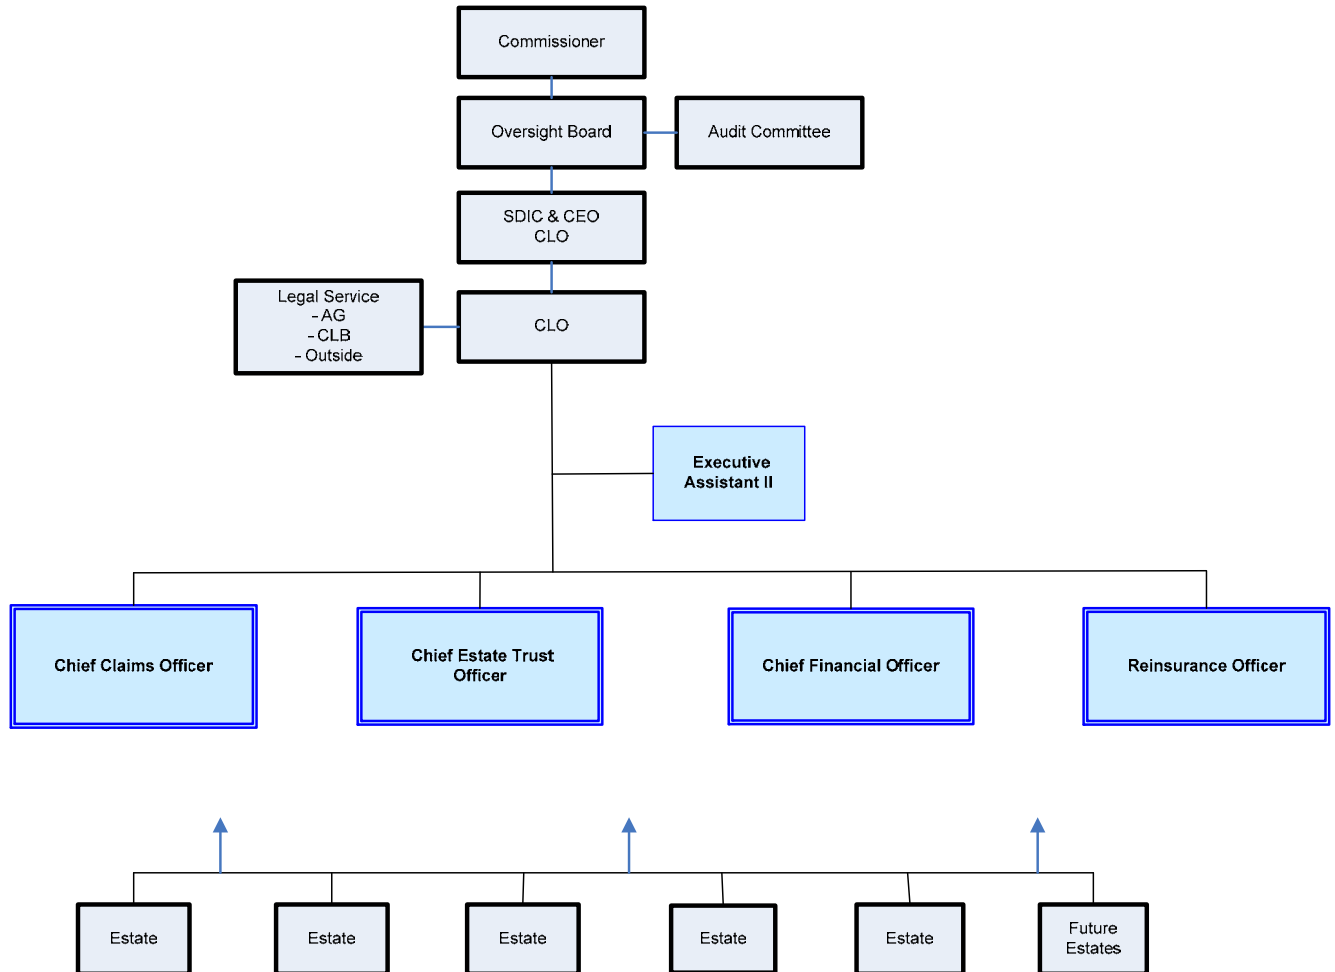 Commissioner
Oversight Board
Audit Committee
SDIC & CEO
CLO
Legal Service
- AG
- CLB
- Outside
CLO
Executive
Assistant II
Chief Claims Officer
Chief Estate Trust
Officer
Chief Financial Officer
Reinsurance Officer
Estate
Estate
Estate
Estate
Estate
Future
Estates